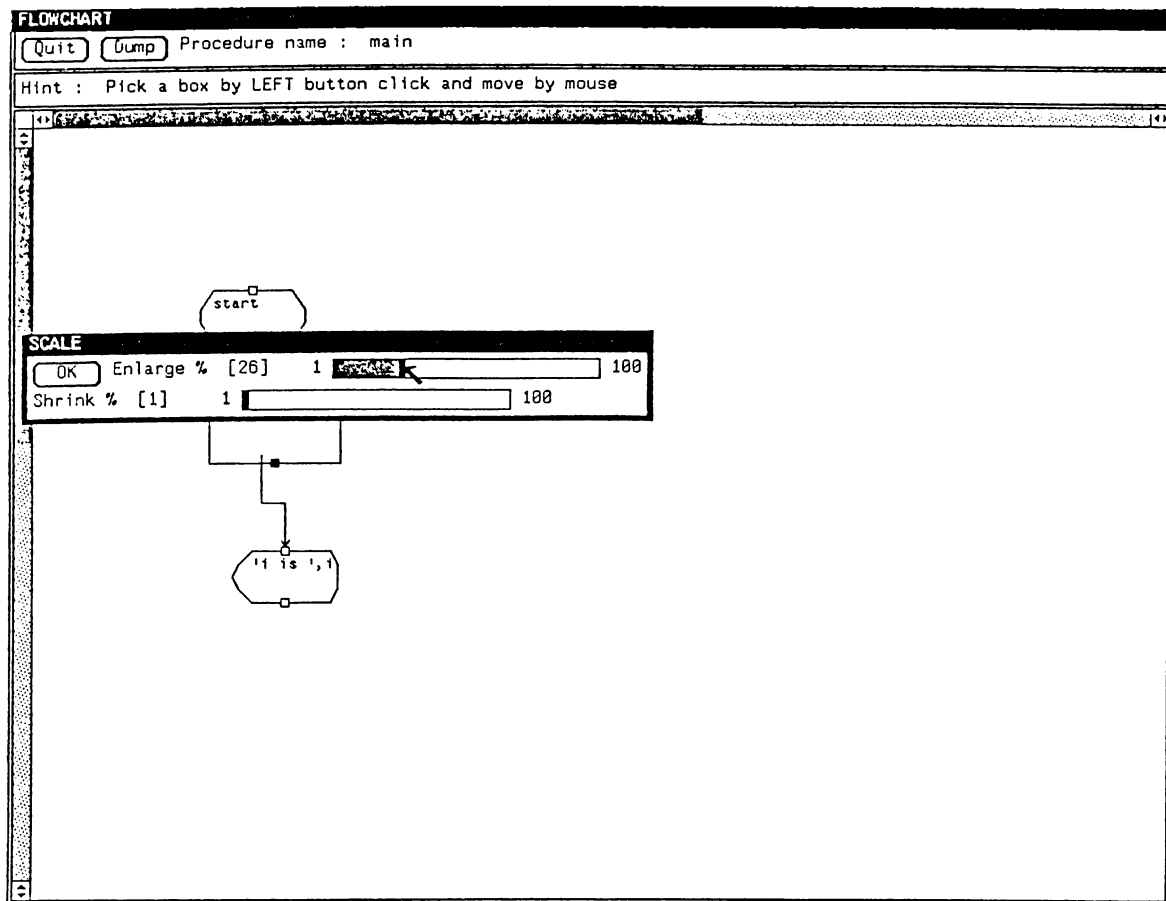 FLOWCHART
Quit Dump Procedure name : main
Hint : Pick a box by LEFT button click and move by mouse
start
SCALE
OK Enlarge % [26] 1 100
Shrink % [1] 1 100
'i is ',i